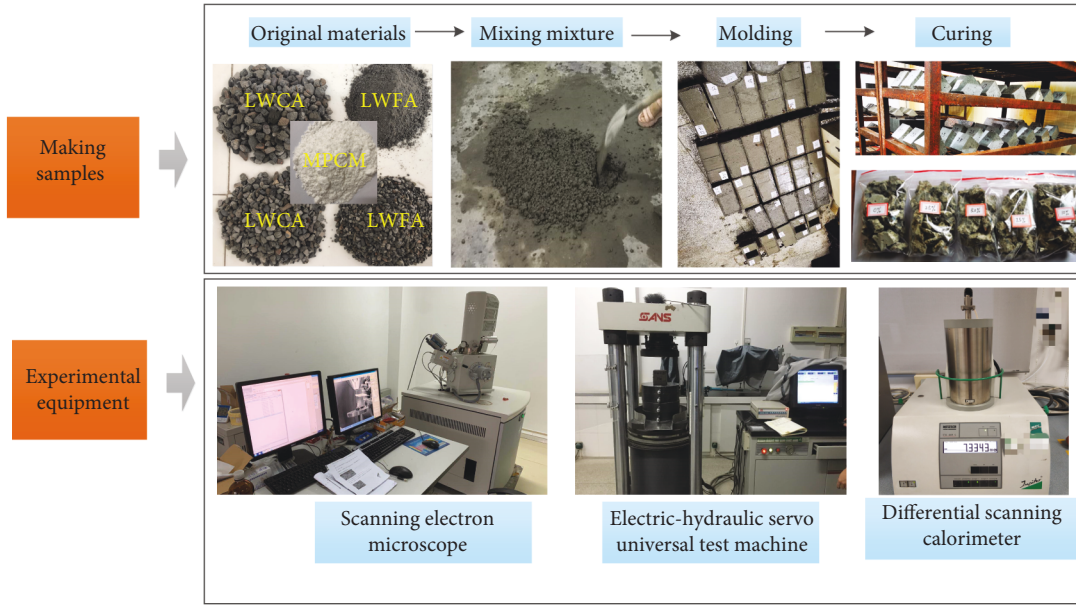 Original materials
Mixing mixture
Molding
Curing
Making
samples
LWCA
LWFA
MPCM
LWCA
LWFA
Experimental
equipment
SANS
73343
Scanning electron
microscope
Electric-hydraulic servo
universal test machine
Differential scanning
calorimeter